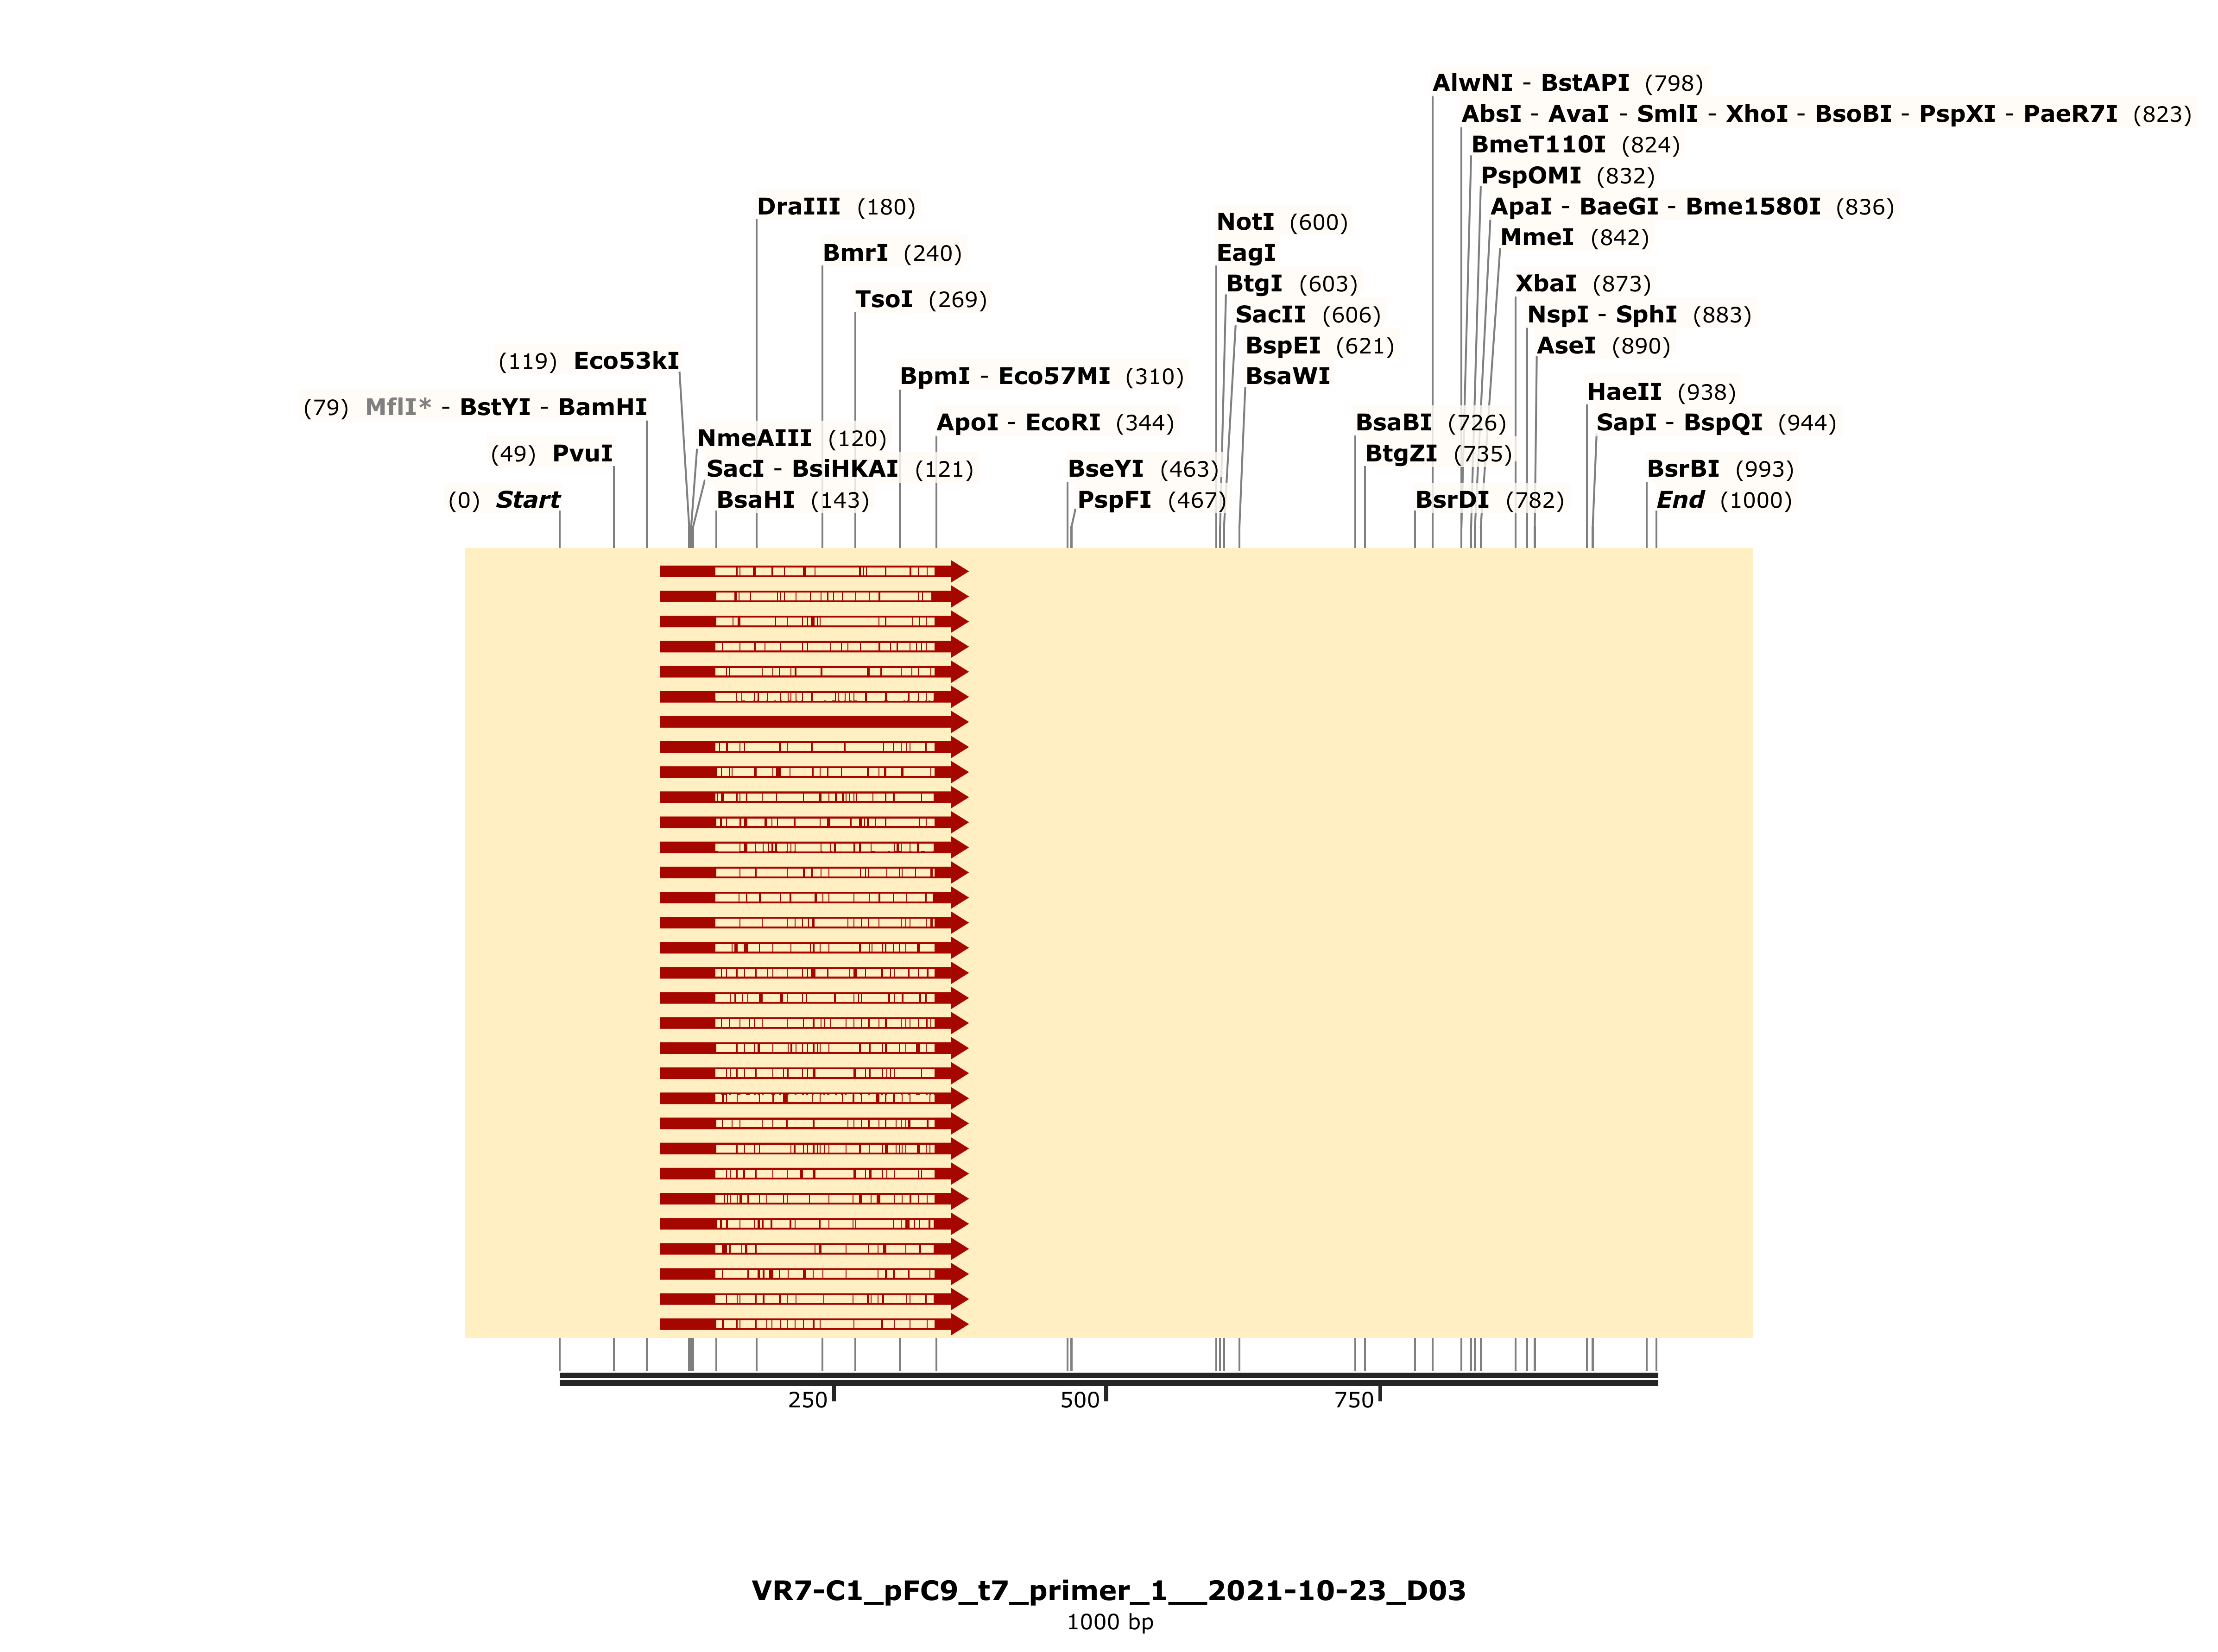 AlwNI - BstAPI (798)
AbsI - AvaI - SmlI - XhoI - BsoBI - PspXI - PaeR7I (823)
BmeT110I (824)
PspOMI (832)
DraIII (180)
ApaI - BaeGI - Bme1580I (836)
NotI (600)
MmeI (842)
BmrI (240)
EagI
BtgI (603)
XbaI (873)
TsoI (269)
SacII (606)
NspI - SphI (883)
BspEI (621)
AseI (890)
(119) Eco53kI
BpmI - Eco57MI (310)
BsaWI
HaeII (938)
(79) MflI* - BstYI - BamHI
ApoI - EcoRI (344)
BsaBI (726)
SapI - BspQI (944)
NmeAIII (120)
(49) PvuI
BtgZI (735)
SacI - BsiHKAI (121)
BseYI (463)
BsrBI (993)
(0) Start
BsaHI (143)
PspFI (467)
BsrDI (782)
End (1000)
250
500
750
VR7-C1_pFC9_t7_primer_1__2021-10-23_D03
1000 bp